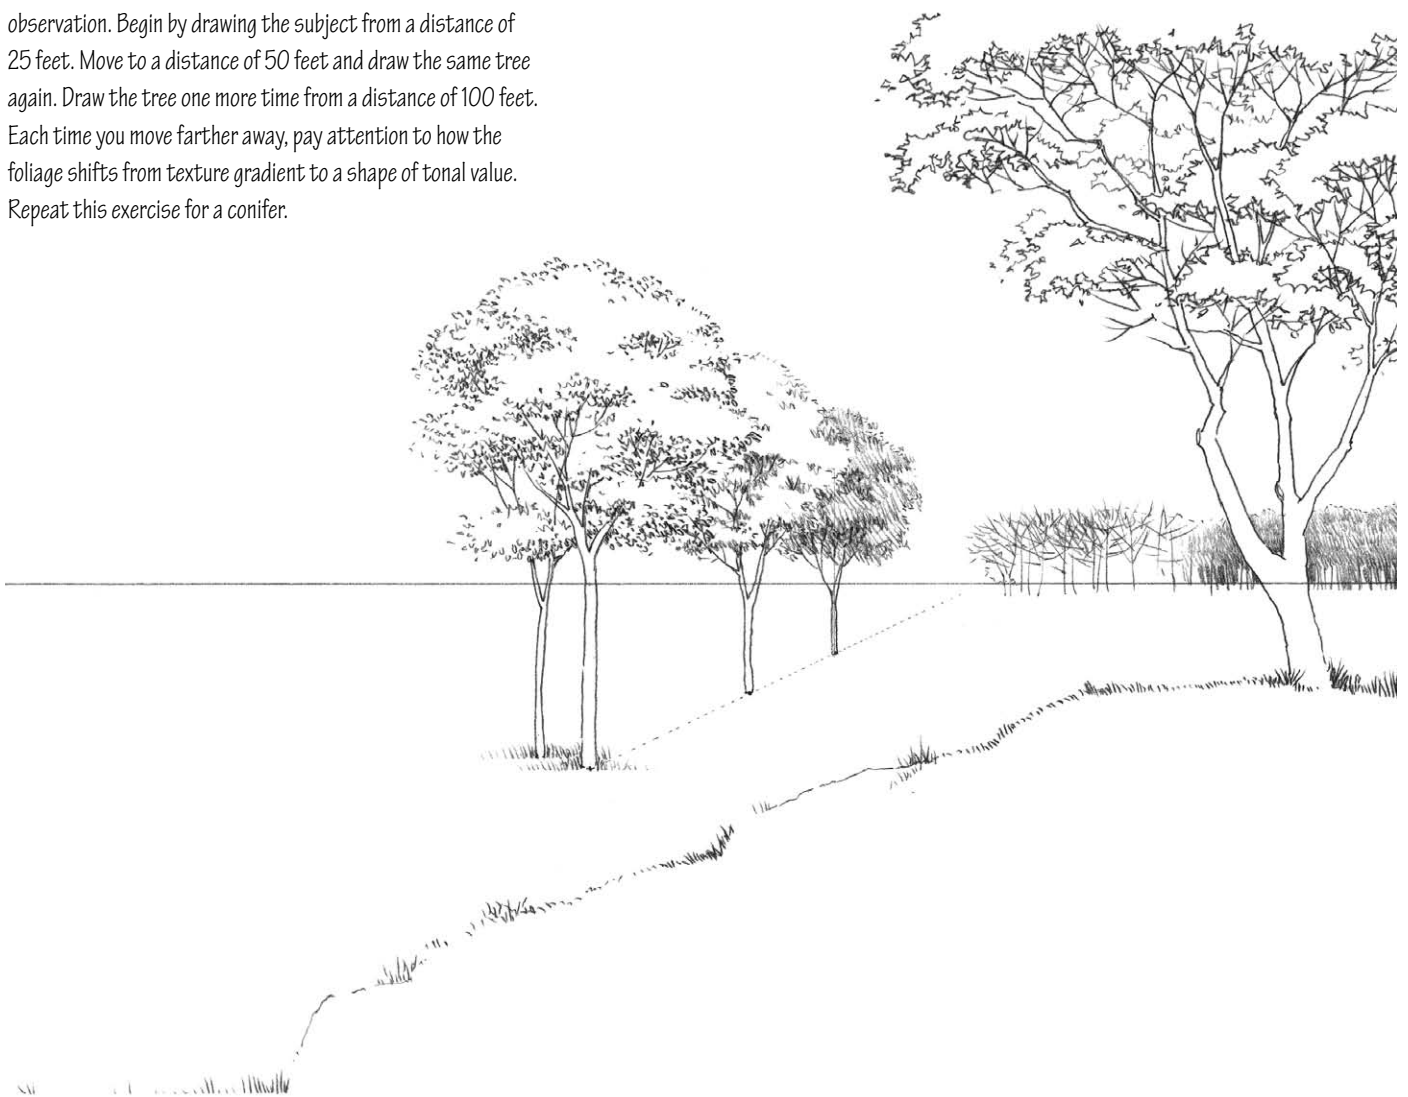 observation. Begin by drawing the subject from a distance of
25 feet. Move to a distance of 50 feet and draw the same tree
again. Draw the tree one more time from a distance of 100 feet.
Each time you move farther away, pay attention to how the
foliage shifts from texture gradient to a shape of tonal value.
Repeat this exercise for a conifer.